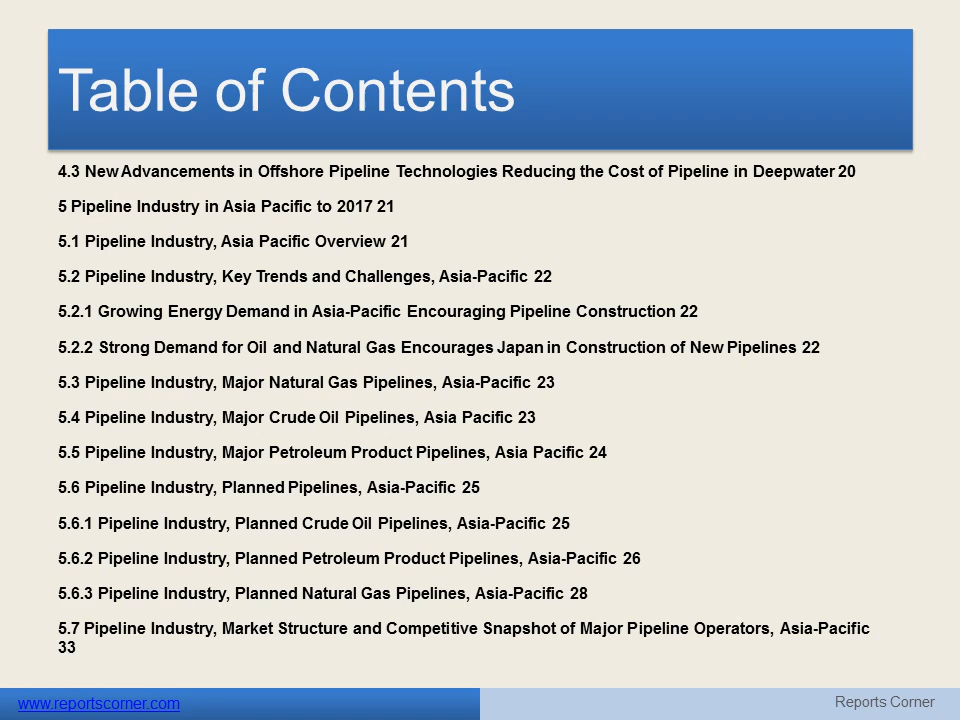 Table of Contents
4.3 New Advancements in Offshore Pipeline Technologies Reducing the Cost of Pipeline in Deepwater 20
5 Pipeline Industry in Asia Pacific to 2017 21
5.1 Pipeline Industry, Asia Pacific Overview 21
5.2 Pipeline Industry, Key Trends and Challenges, Asia-Pacific 22
5.2.1 Growing Energy Demand in Asia-Pacific Encouraging Pipeline Construction 22
5.2.2 Strong Demand for Oil and Natural Gas Encourages Japan in Construction of New Pipelines 22
5.3 Pipeline Industry, Major Natural Gas Pipelines, Asia-Pacific 23
5.4 Pipeline Industry, Major Crude Oil Pipelines, Asia Pacific 23
5.5 Pipeline Industry, Major Petroleum Product Pipelines, Asia Pacific 24
5.6 Pipeline Industry, Planned Pipelines, Asia-Pacific 25
5.6.1 Pipeline Industry, Planned Crude Oil Pipelines, Asia-Pacific 25
5.6.2 Pipeline Industry, Planned Petroleum Product Pipelines, Asia-Pacific 26
5.6.3 Pipeline Industry, Planned Natural Gas Pipelines, Asia-Pacific 28
5.7 Pipeline Industry, Market Structure and Competitive Snapshot of Major Pipeline Operators, Asia-Pacific
33
www.reportscorner.com
Reports Corner